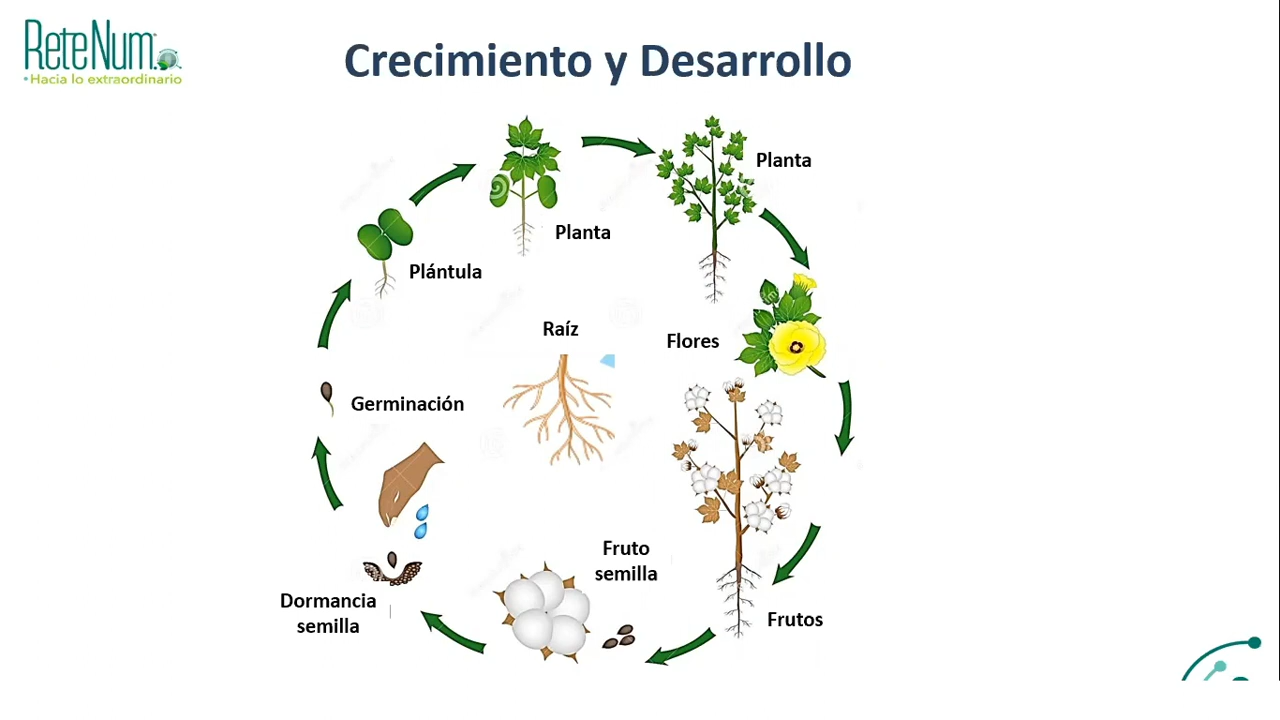 ReteNum
Hacia lo extraordinario
Crecimiento y Desarrollo
Planta
Planta
Plántula
Raíz
Flores
Germinación
Fruto
semilla
Dormancia
semilla
Frutos